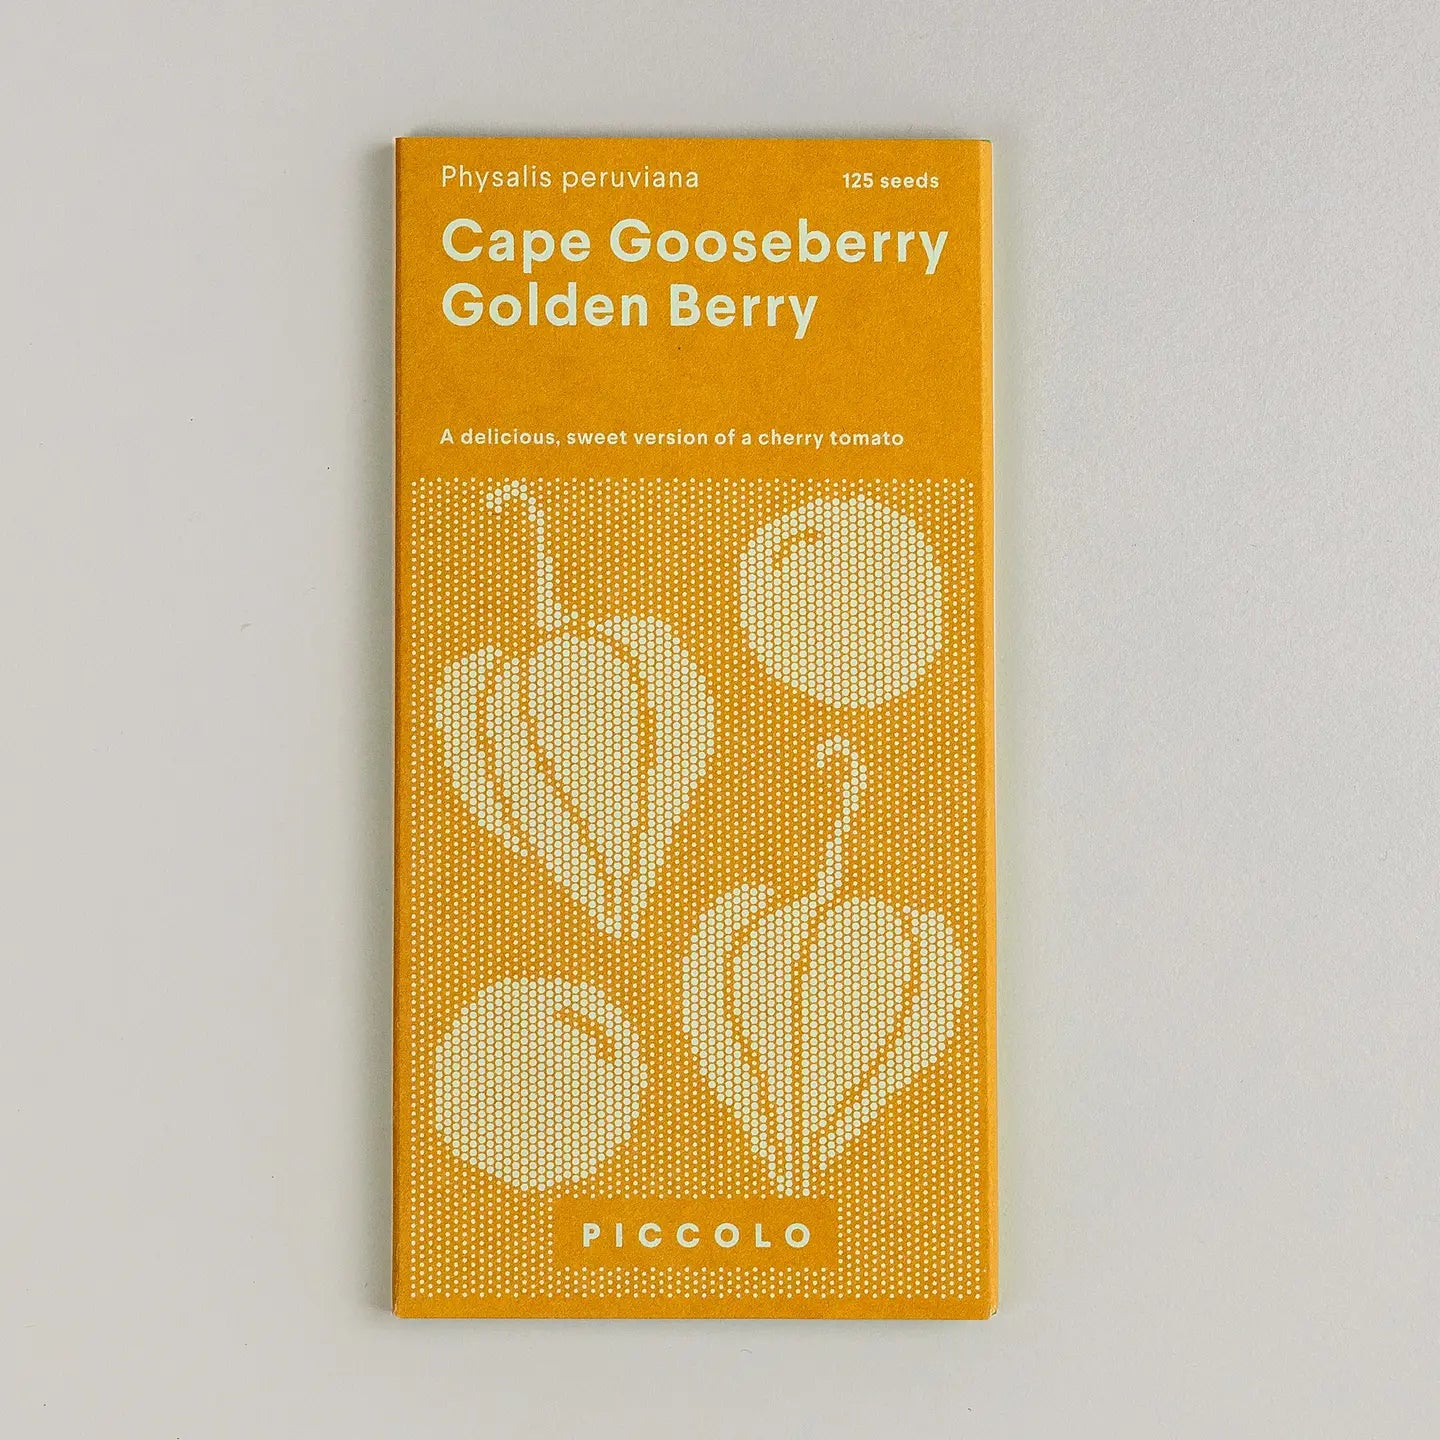 Physalis peruviana
125 seeds
Cape Gooseberry
Golden Berry
A delicious, sweet version of a cherry tomato
PICCOLO